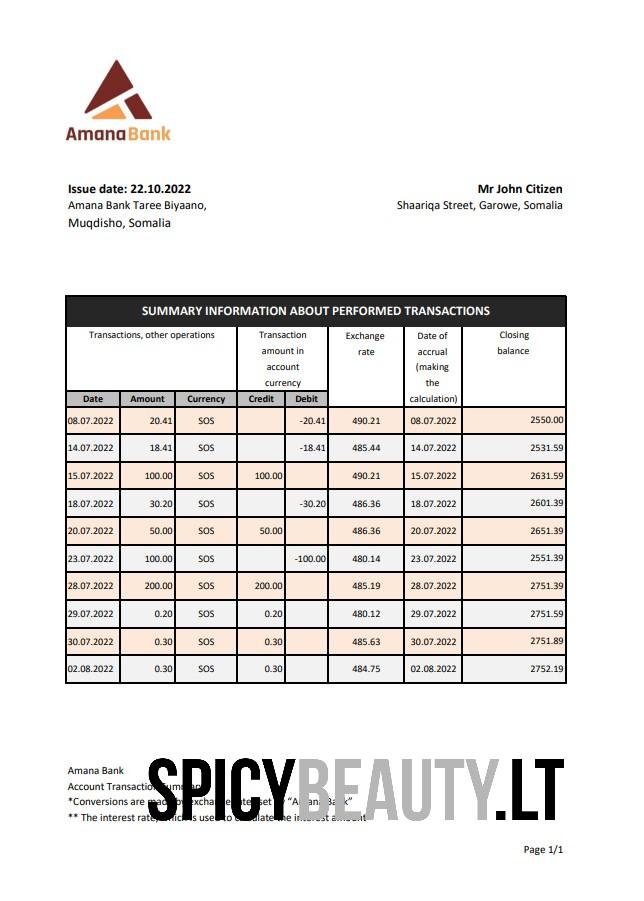 AmanaBank
Issue date: 22.10.2022
Amana Bank Taree Biyaano,
Muqdisho, Somalia
Mr John Citizen
Shaariqa Street, Garowe, Somalia
SUMMARY INFORMATION ABOUT PERFORMED TRANSACTIONS
Transactions, other operations
Transaction
amount in
account
currency
Exchange
rate
Date of
accrual
(making
the
calculation)
Closing
balance
Date Amount Currency Credit Debit
08.07.2022 20.41 SOS -20.41 490.21 08.07.2022 2550.00
14.07.2022 18.41 SOS -18.41 485.44 14.07.2022 2531.59
15.07.2022 100.00 SOS 100.00 490.21 15.07.2022 2631.59
18.07.2022 30.20 SOS -30.20 486.36 18.07.2022 2601.39
20.07.2022 50.00 SOS 50.00 486.36 20.07.2022 2651.39
23.07.2022 100.00 SOS -100.00 480.14 23.07.2022 2551.39
28.07.2022 200.00 SOS 200.00 485.19 28.07.2022 2751.39
29.07.2022 0.20 SOS 0.20 480.12 29.07.2022 2751.59
30.07.2022 0.30 SOS 0.30 485.63 30.07.2022 2751.89
02.08.2022 0.30 SOS 0.30 484.75 02.08.2022 2752.19
Amana Bank
Account Transaction Summary
*Conversions are made by exchange rate set by "Amana Bank"
** The interest rate, which is used to calculate the interest amount
SPICYBEAUTY.LT
Page 1/1